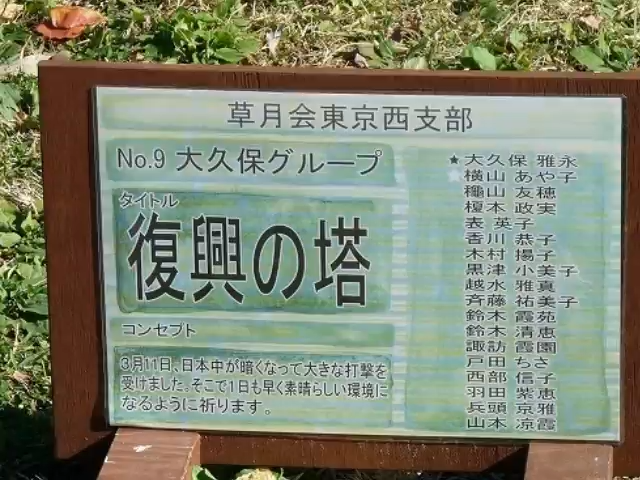 草月会東京西支部
No.9 大久保グループ
タイトル
復興の塔
コンセプト
3月11日、日本中が暗くなって大きな打撃を
受けました。そこで1日も早く素晴らしい環境に
なるように祈ります。
★大久保 雅永
★横山 あや子
穐山 友穂
榎本 政実
表 英子
香川 恭子
木村 揚子
黒津 小美子
越水 雅真
斉藤 祐美子
鈴木 霞苑
鈴木 清恵
諏訪 霞園
戸田 ちさ
西部 信子
羽田 紫恵
兵頭 京雅
山本 涼霞